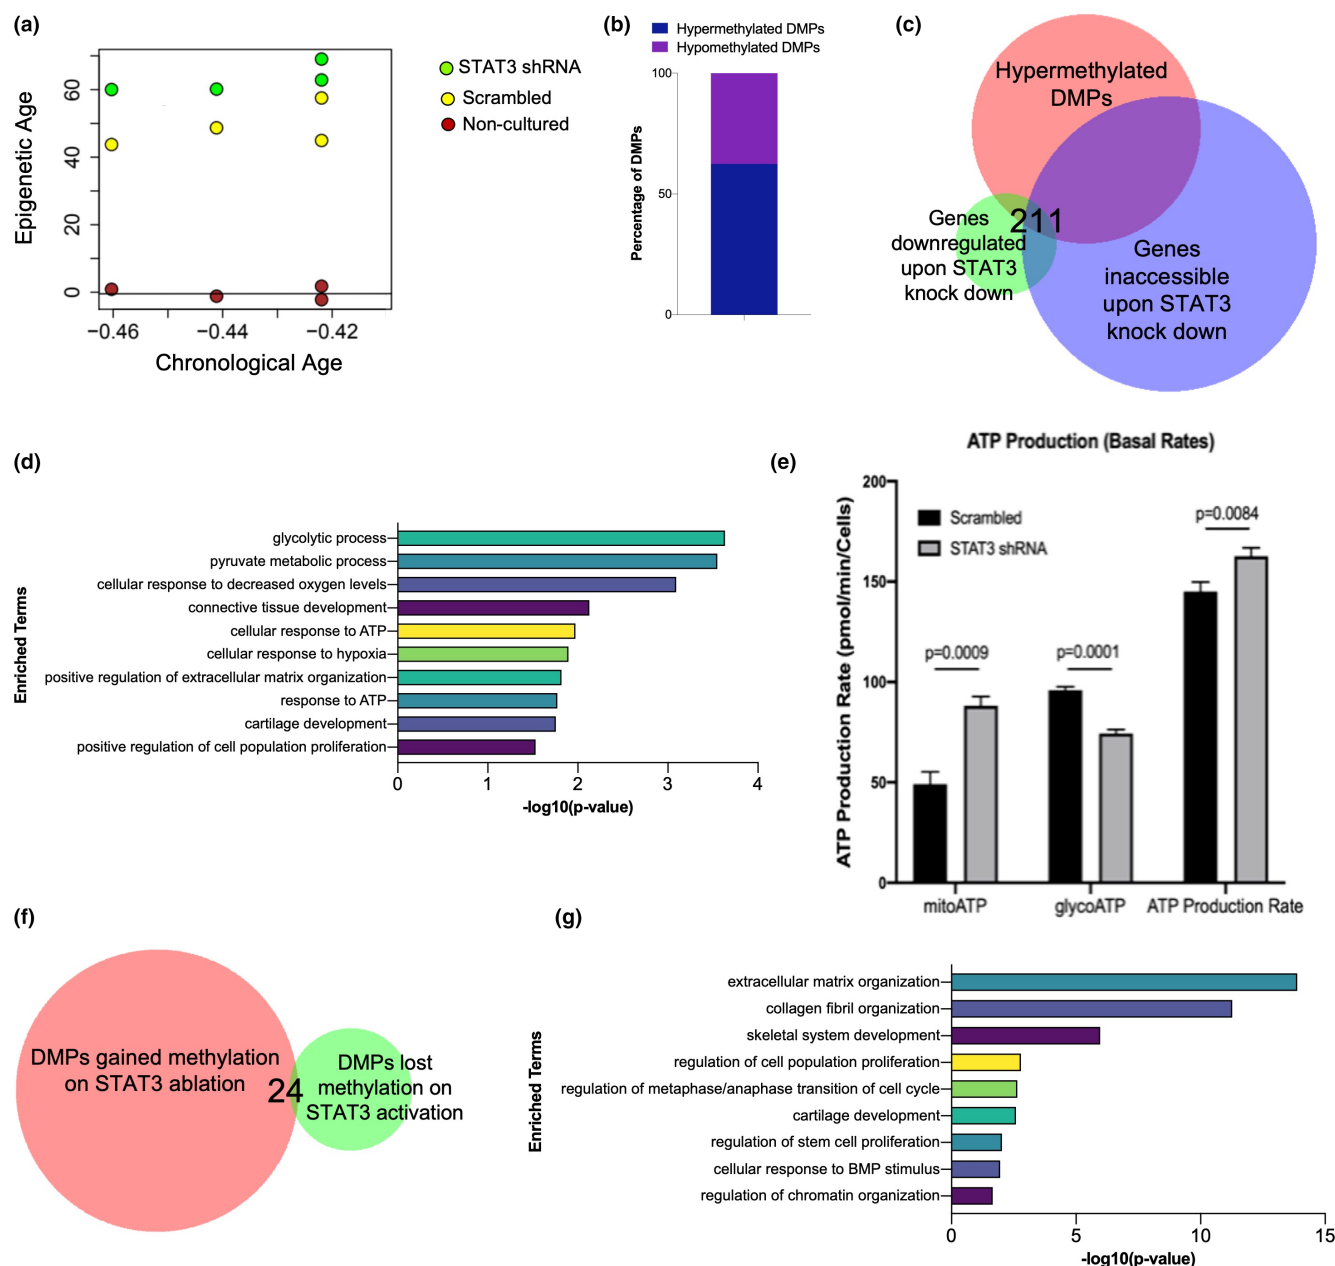 (a)
60
40
20
0
Epigenetic Age
−0.46
−0.44
−0.42
Chronological Age
STAT3 shRNA
Scrambled
Non-cultured
(b)
Hypermethylated DMPs
Hypomethylated DMPs
100
50
0
Percentage of DMPs
(c)
Hypermethylated
DMPs
211
Genes
downregulated
upon STAT3
knock down
Genes
inaccessible
upon STAT3
knock down
(d)
Enriched Terms
glycolytic process
pyruvate metabolic process
cellular response to decreased oxygen levels
connective tissue development
cellular response to ATP
cellular response to hypoxia
positive regulation of extracellular matrix organization
response to ATP
cartilage development
positive regulation of cell population proliferation
0
1
2
3
4
-log10(p-value)
(e)
ATP Production (Basal Rates)
ATP Production Rate (pmol/min/Cells)
200
150
100
50
0
Scrambled
STAT3 shRNA
p=0.0009
p=0.0001
p=0.0084
mitoATP
glycoATP
ATP Production Rate
(f)
DMPs gained methylation
on STAT3 ablation
24
DMPs lost
methylation on
STAT3 activation
(g)
Enriched Terms
extracellular matrix organization
collagen fibril organization
skeletal system development
regulation of cell population proliferation
regulation of metaphase/anaphase transition of cell cycle
cartilage development
regulation of stem cell proliferation
cellular response to BMP stimulus
regulation of chromatin organization
0
5
10
15
-log10(p-value)